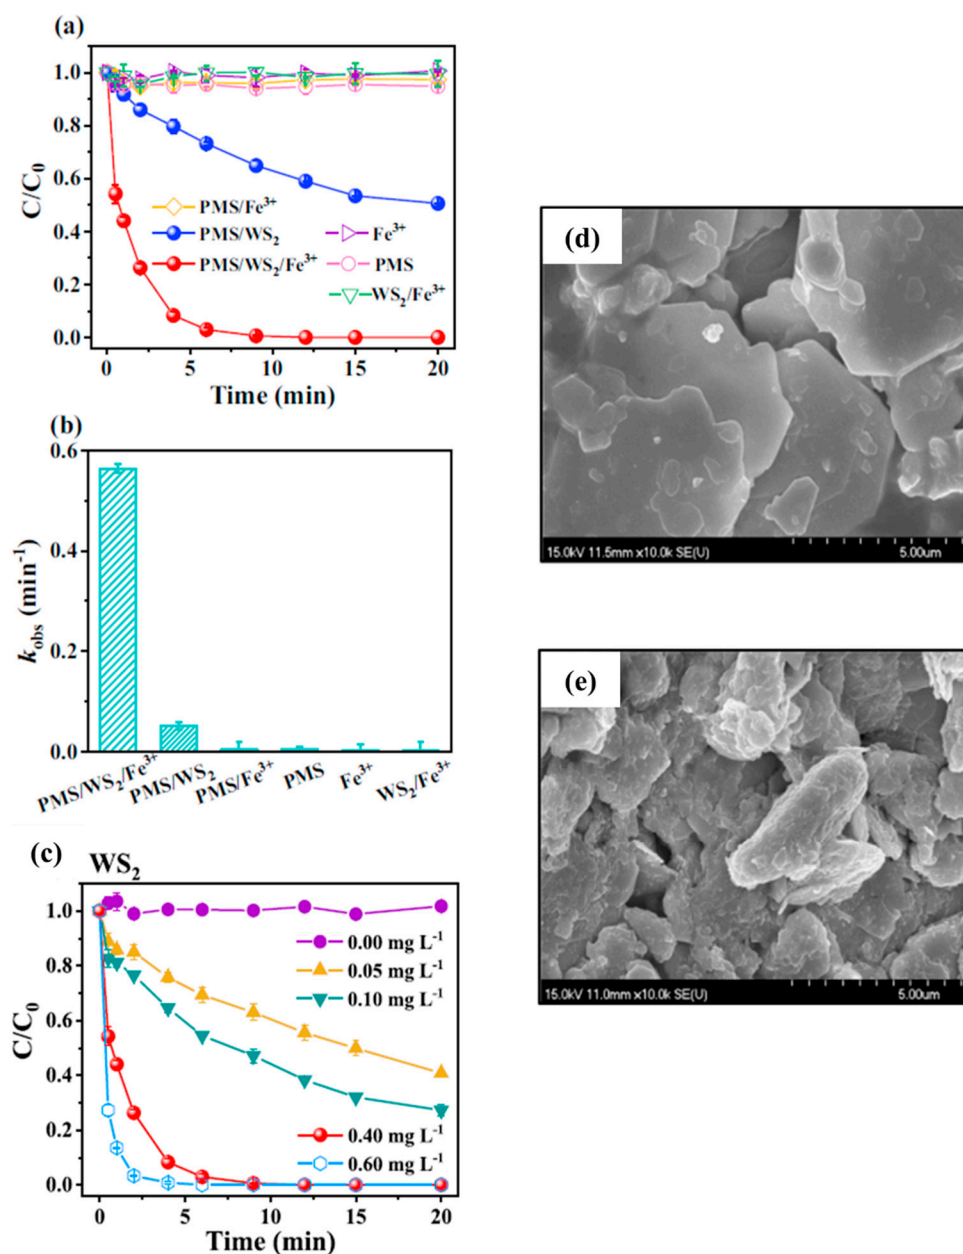 (a)
1.0
0.8
0.6
0.4
0.2
0.0
C/C₀
PMS/Fe³⁺
PMS/WS₂
Fe³⁺
PMS/WS₂/Fe³⁺
PMS
WS₂/Fe³⁺
0 5 10 15 20
Time (min)
(b)
0.6
0.4
0.2
0.0
k_obs (min⁻¹)
PMS/WS₂/Fe³⁺
PMS/WS₂
PMS/Fe³⁺
PMS
Fe³⁺
WS₂/Fe³⁺
(c)
WS₂
1.0
0.8
0.6
0.4
0.2
0.0
C/C₀
0.00 mg L⁻¹
0.05 mg L⁻¹
0.10 mg L⁻¹
0.40 mg L⁻¹
0.60 mg L⁻¹
0 5 10 15 20
Time (min)
(d)
15.0kV 11.5mm x10.0k SE(U) 5.00um
(e)
15.0kV 11.0mm x10.0k SE(U) 5.00um